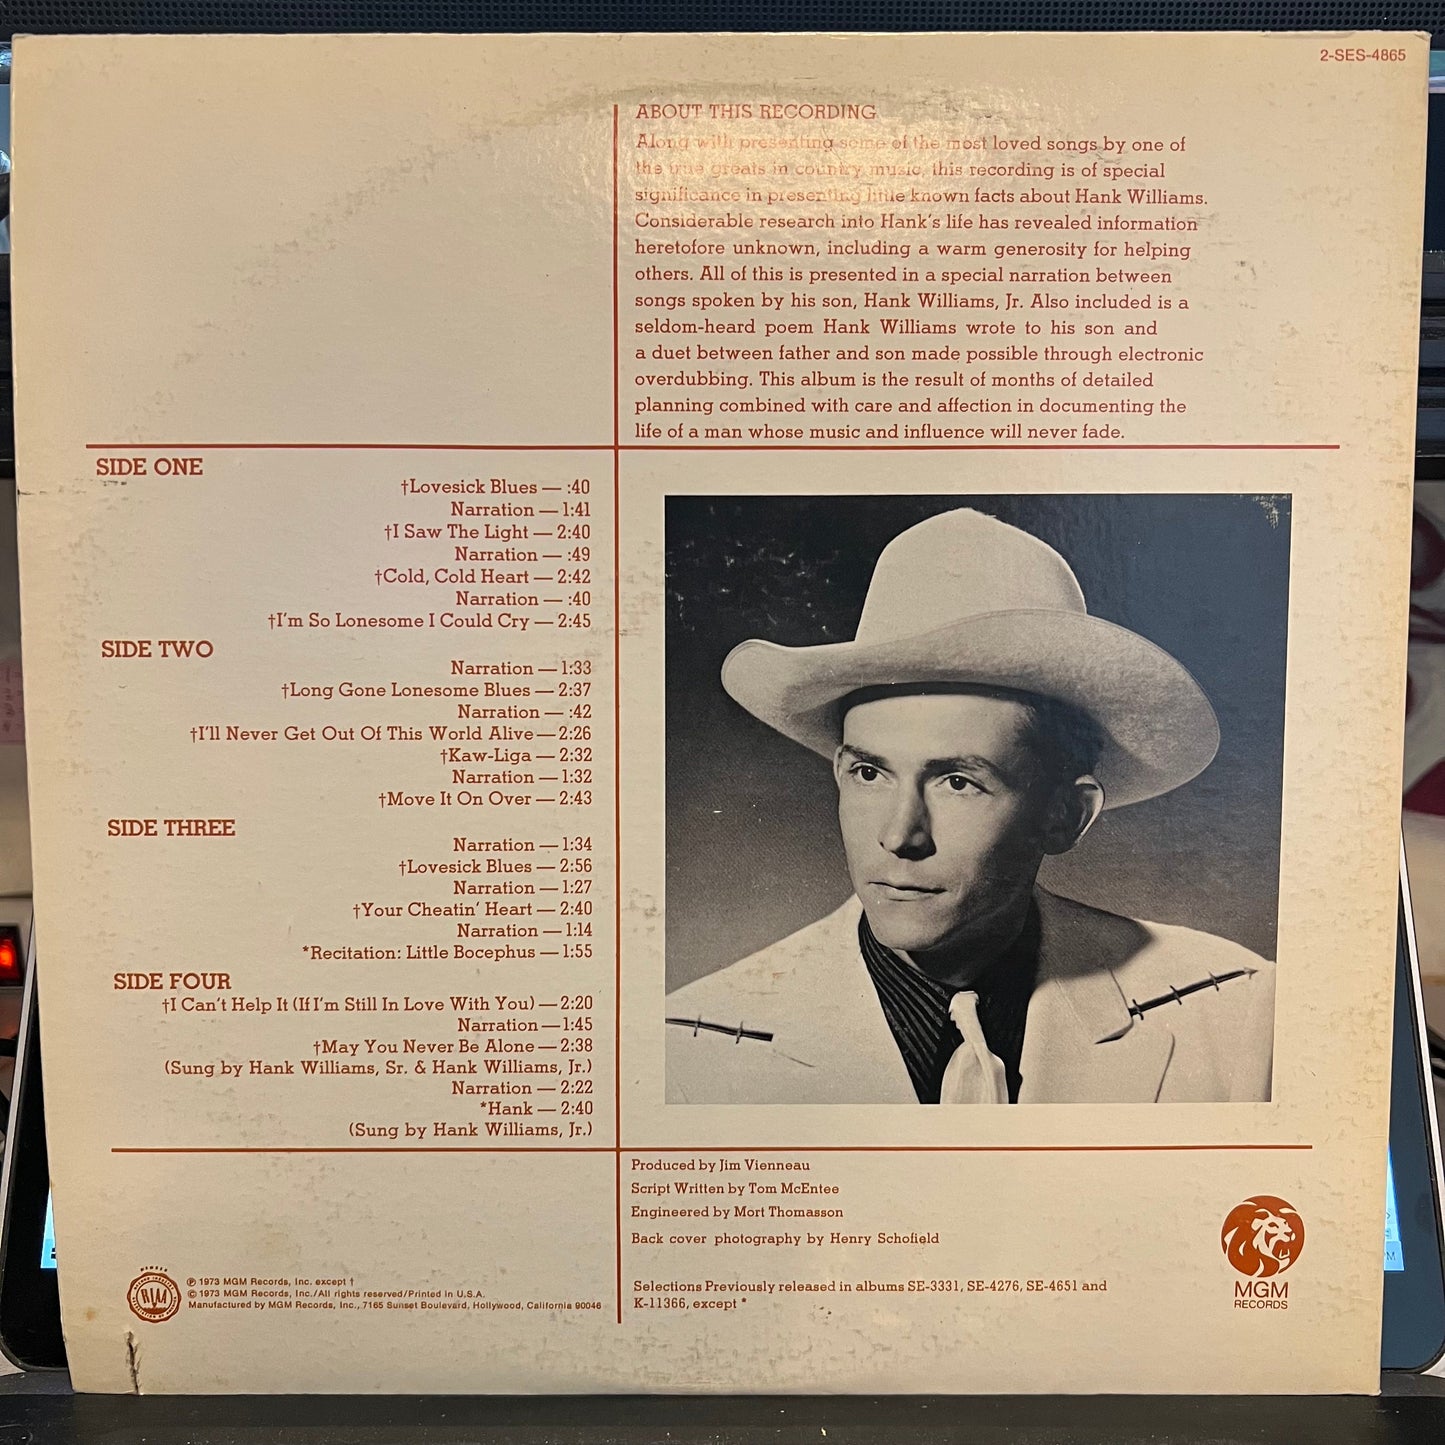 2-SES-4865
ABOUT THIS RECORDING
Along with presenting some of the most loved songs by one of
the true greats in country music, this recording is of special
significance in presenting little known facts about Hank Williams.
Considerable research into Hank's life has revealed information
heretofore unknown, including a warm generosity for helping
others. All of this is presented in a special narration between
songs spoken by his son, Hank Williams, Jr. Also included is a
seldom-heard poem Hank Williams wrote to his son and
a duet between father and son made possible through electronic
overdubbing. This album is the result of months of detailed
planning combined with care and affection in documenting the
life of a man whose music and influence will never fade.
SIDE ONE
†Lovesick Blues — :40
Narration — 1:41
†I Saw The Light — 2:40
Narration — :49
†Cold, Cold Heart — 2:42
Narration — :40
†I'm So Lonesome I Could Cry — 2:45
SIDE TWO
Narration — 1:33
†Long Gone Lonesome Blues — 2:37
Narration — :42
†I'll Never Get Out Of This World Alive — 2:26
†Kaw-Liga — 2:32
Narration — 1:32
†Move It On Over — 2:43
SIDE THREE
Narration — 1:34
†Lovesick Blues — 2:56
Narration — 1:27
†Your Cheatin' Heart — 2:40
Narration — 1:14
*Recitation: Little Bocephus — 1:55
SIDE FOUR
†I Can't Help It (If I'm Still In Love With You) — 2:20
Narration — 1:45
†May You Never Be Alone — 2:38
(Sung by Hank Williams, Sr. & Hank Williams, Jr.)
Narration — 2:22
*Hank — 2:40
(Sung by Hank Williams, Jr.)
Produced by Jim Vienneau
Script Written by Tom McEntee
Engineered by Mort Thomasson
Back cover photography by Henry Schofield
Selections Previously released in albums SE-3331, SE-4276, SE-4651 and
K-11366, except *
MGM
RECORDS
MEMBER
RIAA
℗ 1973 MGM Records, Inc. except †
© 1973 MGM Records, Inc./All rights reserved/Printed in U.S.A.
Manufactured by MGM Records, Inc., 7165 Sunset Boulevard, Hollywood, California 90046